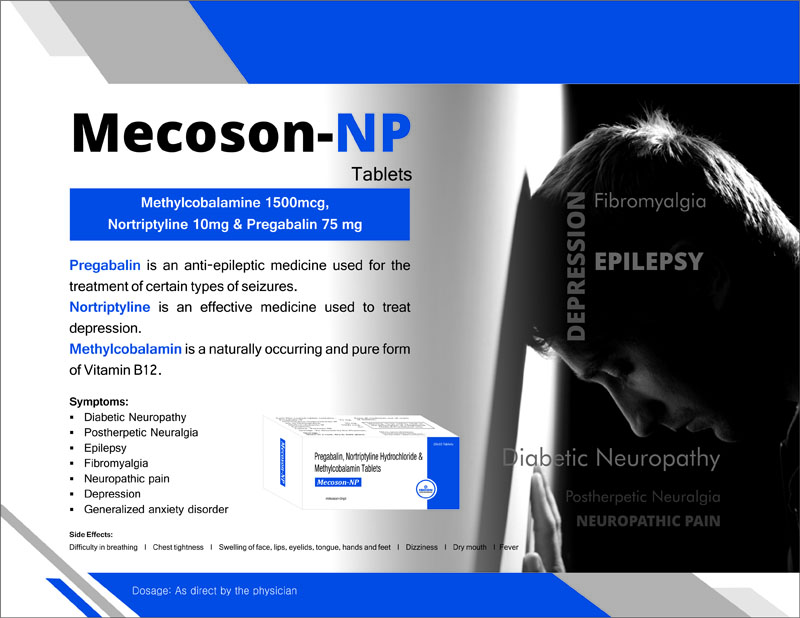 Mecoson-NP
Tablets
Methylcobalamine 1500mcg,
Nortriptyline 10mg & Pregabalin 75 mg
Pregabalin is an anti-epileptic medicine used for the
treatment of certain types of seizures.
Nortriptyline is an effective medicine used to treat
depression.
Methylcobalamin is a naturally occurring and pure form
of Vitamin B12.
Symptoms:
▪ Diabetic Neuropathy
▪ Postherpetic Neuralgia
▪ Epilepsy
▪ Fibromyalgia
▪ Neuropathic pain
▪ Depression
▪ Generalized anxiety disorder
Mecoson-NP
Pregabalin, Nortriptyline Hydrochloride &
Methylcobalamin Tablets
Mecoson-NP
DEPRESSION
Fibromyalgia
EPILEPSY
Diabetic Neuropathy
Postherpetic Neuralgia
NEUROPATHIC PAIN
Side Effects:
Difficulty in breathing I Chest tightness I Swelling of face, lips, eyelids, tongue, hands and feet I Dizziness I Dry mouth I Fever
Dosage: As direct by the physician